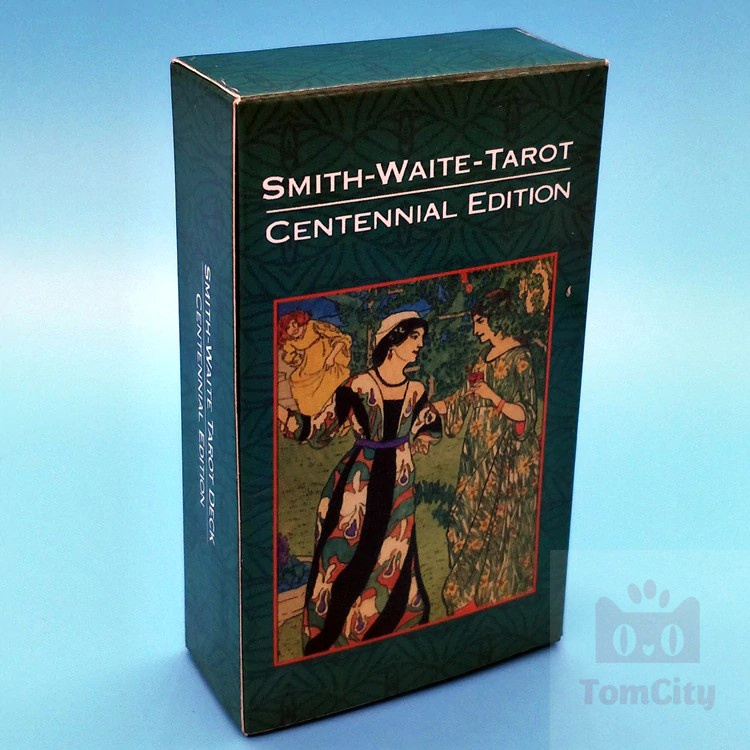 SMITH-WAITE-TAROT
CENTENNIAL EDITION
SMITH-WAITE TAROT DECK
CENTENNIAL EDITION
TomCity